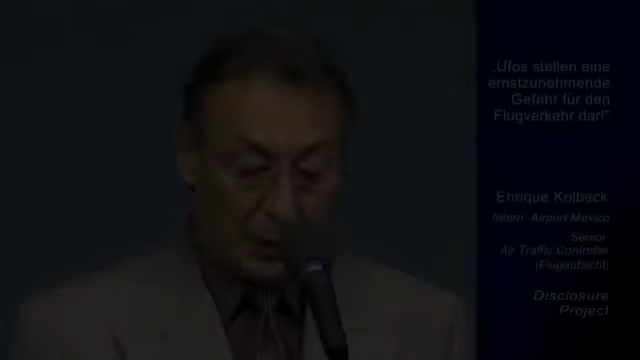 „Ufos stellen eine
ernstzunehmende
Gefahr für den
Flugverkehr dar!"
Enrique Kolbeck
Intern. Airport Mexico
Senior
Air Traffic Controller
(Flugaufsicht)
Disclosure
Project